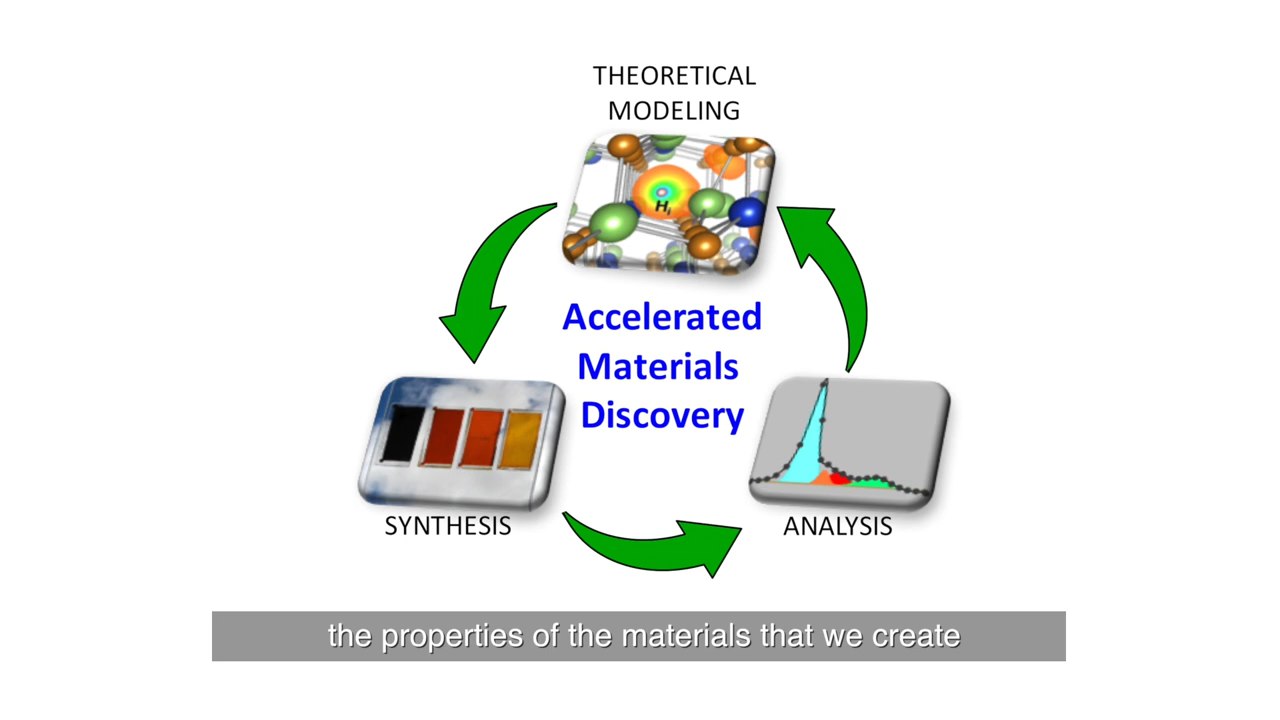 THEORETICAL
MODELING
Hi
Accelerated
Materials
Discovery
SYNTHESIS
ANALYSIS
the properties of the materials that we create